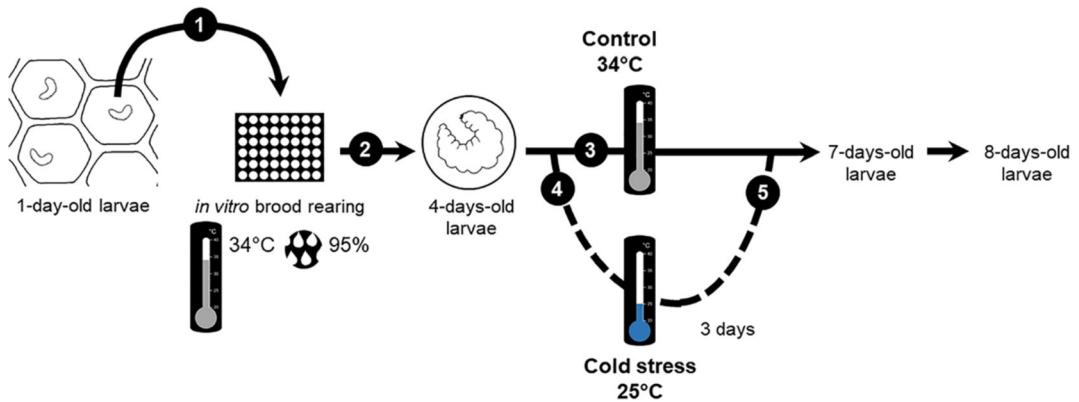 1
Control
34°C
1-day-old larvae
in vitro brood rearing
34°C
95%
2
4-days-old
larvae
3
4
5
7-days-old
larvae
8-days-old
larvae
3 days
Cold stress
25°C